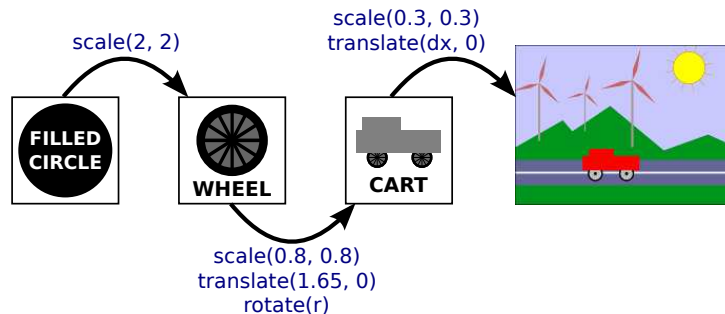 scale(2, 2)
scale(0.3, 0.3)
translate(dx, 0)
FILLED
CIRCLE
WHEEL
CART
scale(0.8, 0.8)
translate(1.65, 0)
rotate(r)